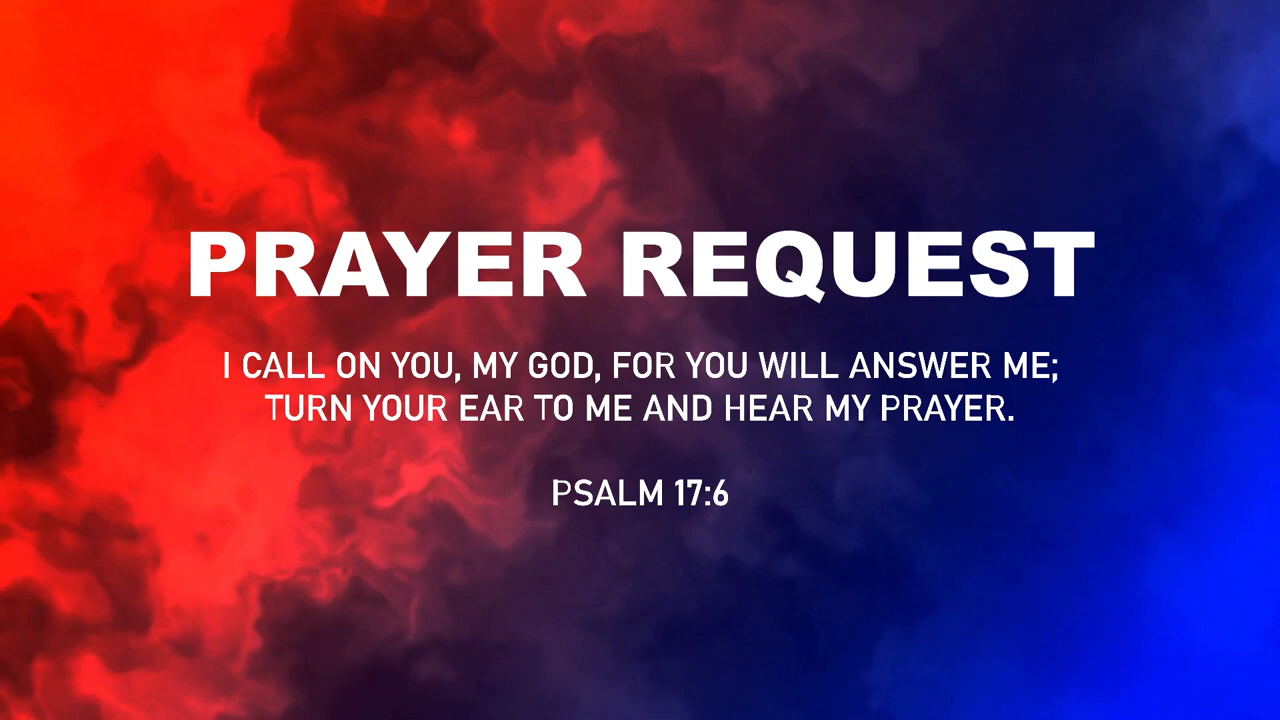 PRAYER REQUEST
I CALL ON YOU, MY GOD, FOR YOU WILL ANSWER ME;
TURN YOUR EAR TO ME AND HEAR MY PRAYER.
PSALM 17:6